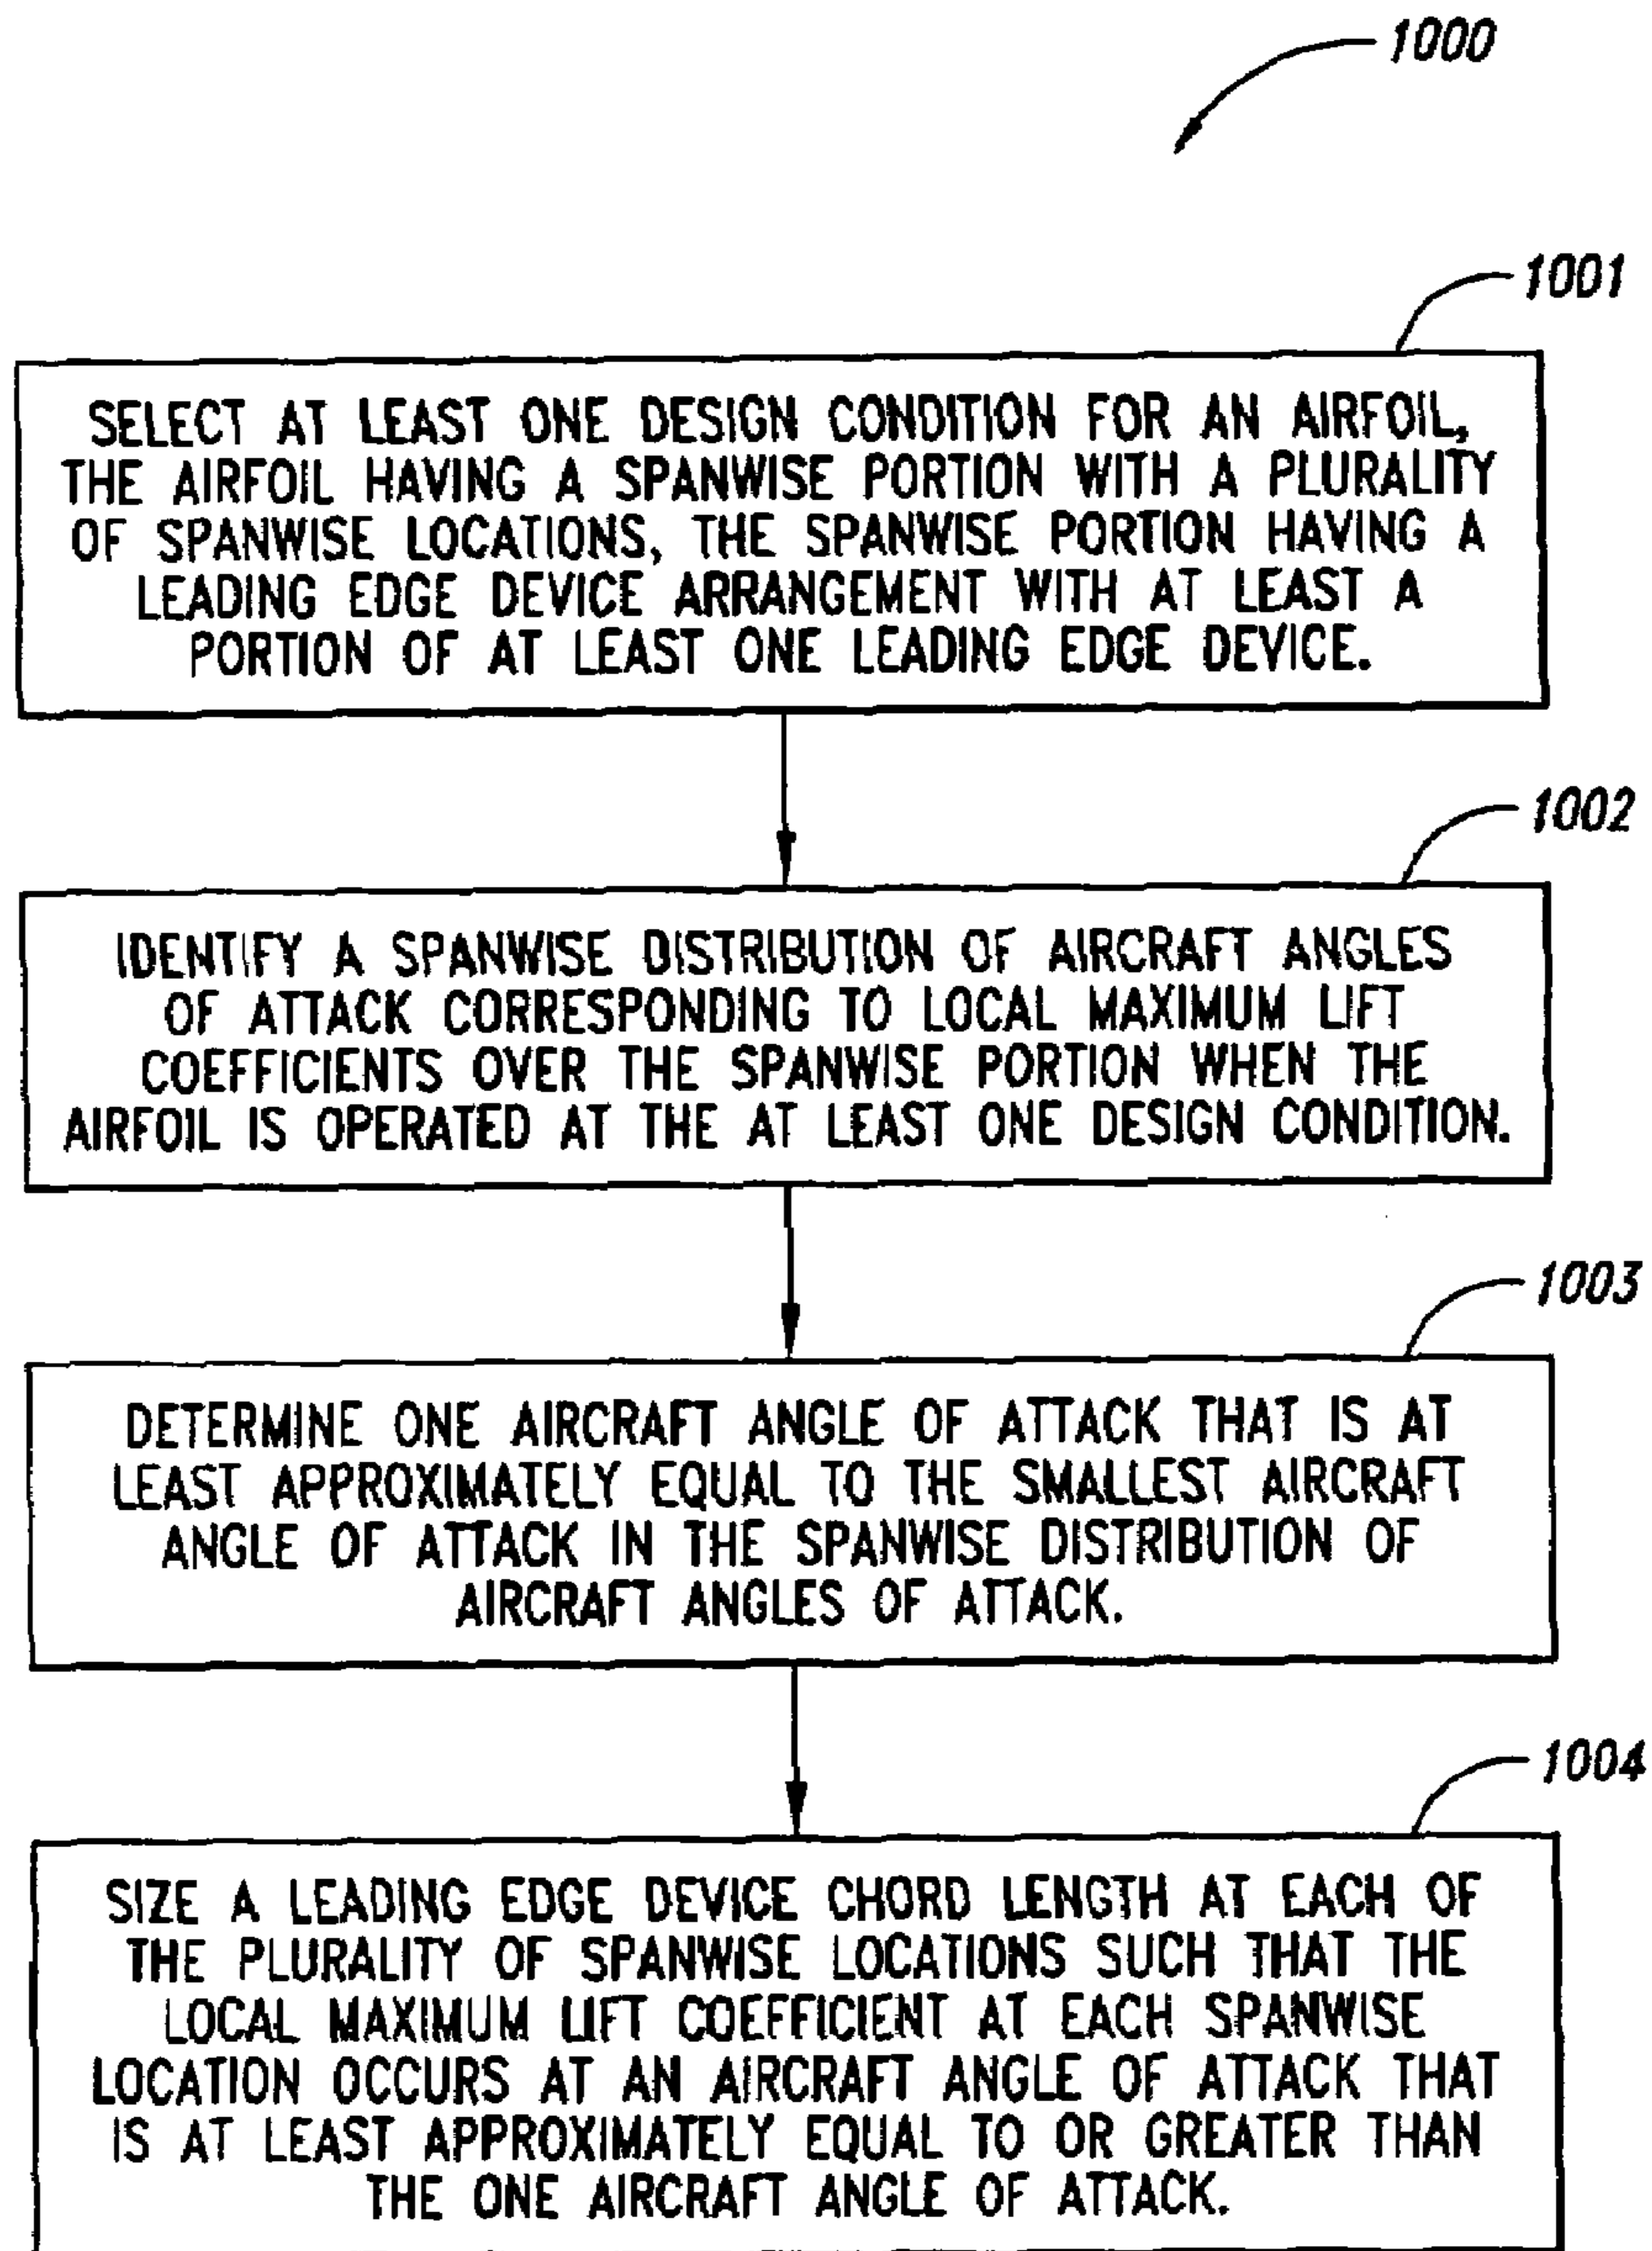 1000
1001
SELECT AT LEAST ONE DESIGN CONDITION FOR AN AIRFOIL,
THE AIRFOIL HAVING A SPANWISE PORTION WITH A PLURALITY
OF SPANWISE LOCATIONS, THE SPANWISE PORTION HAVING A
LEADING EDGE DEVICE ARRANGEMENT WITH AT LEAST A
PORTION OF AT LEAST ONE LEADING EDGE DEVICE.
1002
IDENTIFY A SPANWISE DISTRIBUTION OF AIRCRAFT ANGLES
OF ATTACK CORRESPONDING TO LOCAL MAXIMUM LIFT
COEFFICIENTS OVER THE SPANWISE PORTION WHEN THE
AIRFOIL IS OPERATED AT THE AT LEAST ONE DESIGN CONDITION.
1003
DETERMINE ONE AIRCRAFT ANGLE OF ATTACK THAT IS AT
LEAST APPROXIMATELY EQUAL TO THE SMALLEST AIRCRAFT
ANGLE OF ATTACK IN THE SPANWISE DISTRIBUTION OF
AIRCRAFT ANGLES OF ATTACK.
1004
SIZE A LEADING EDGE DEVICE CHORD LENGTH AT EACH OF
THE PLURALITY OF SPANWISE LOCATIONS SUCH THAT THE
LOCAL MAXIMUM LIFT COEFFICIENT AT EACH SPANWISE
LOCATION OCCURS AT AN AIRCRAFT ANGLE OF ATTACK THAT
IS AT LEAST APPROXIMATELY EQUAL TO OR GREATER THAN
THE ONE AIRCRAFT ANGLE OF ATTACK.